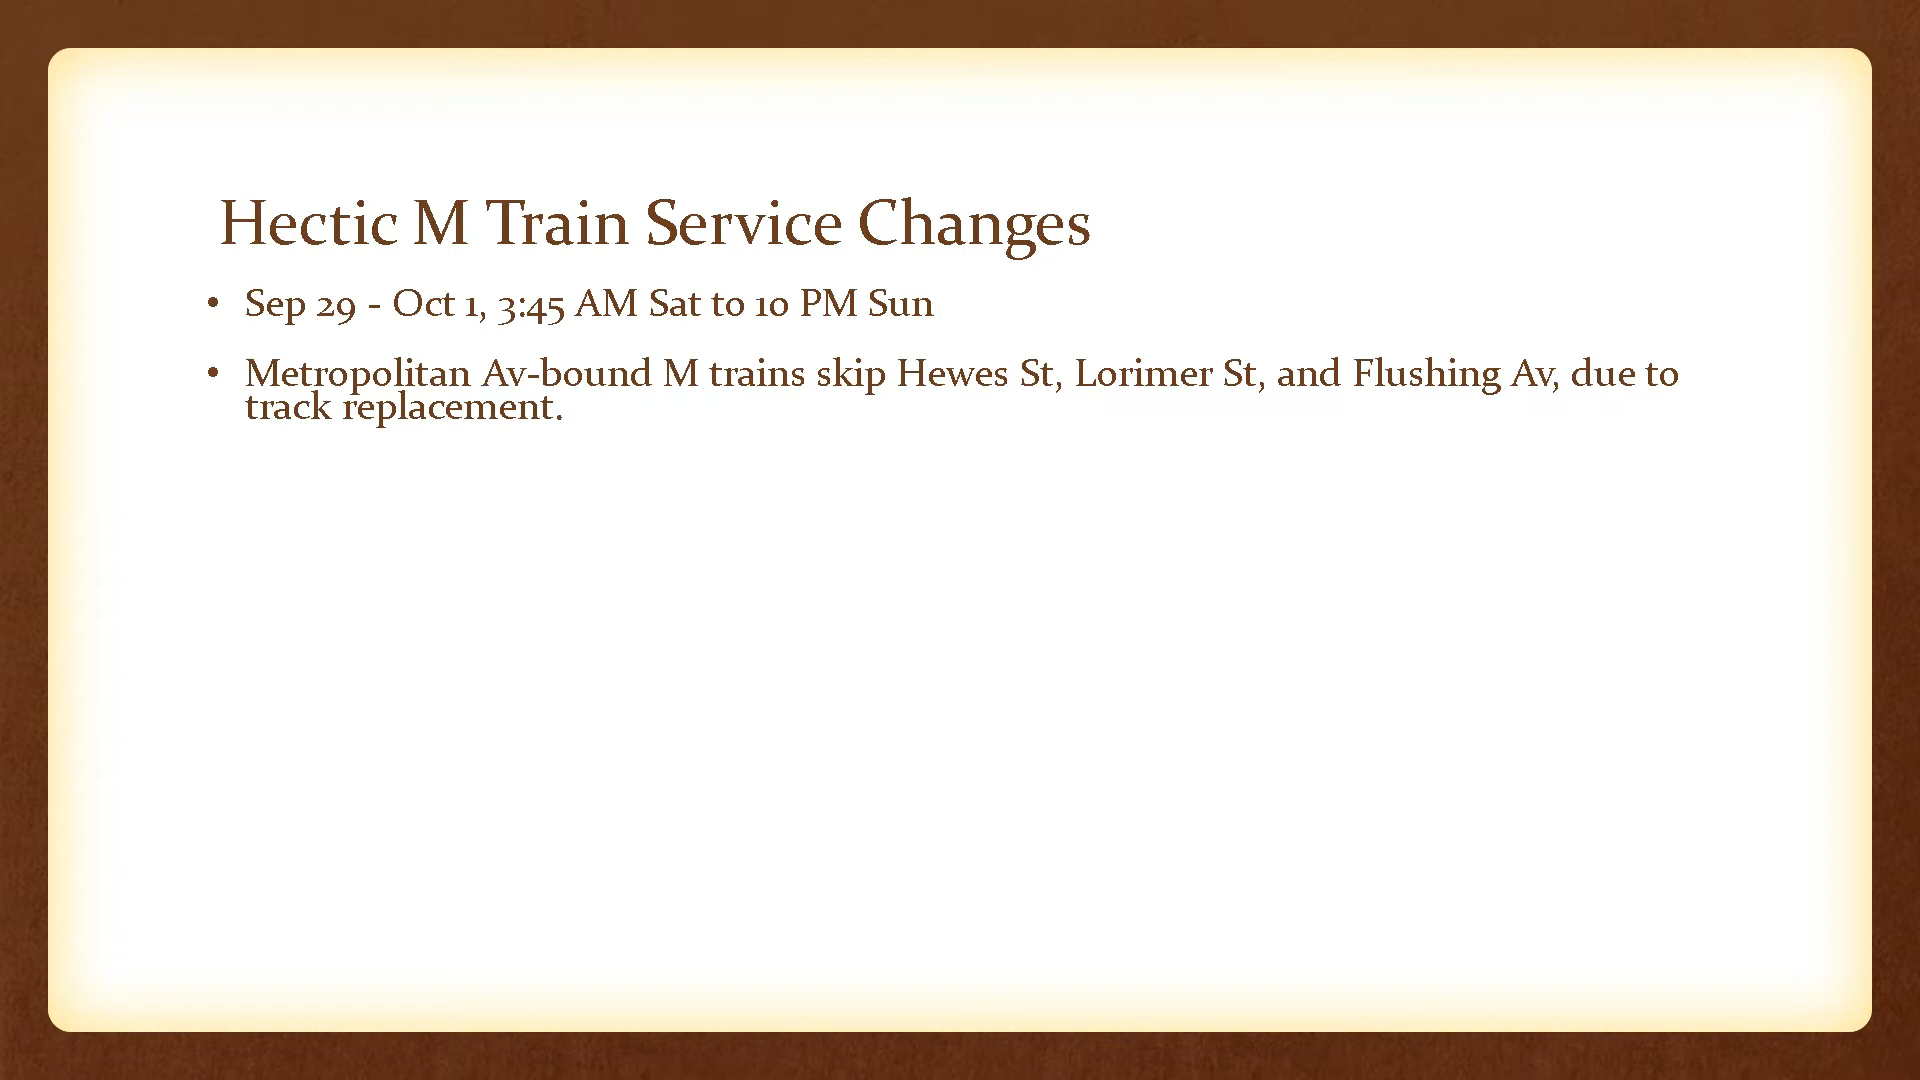 Hectic M Train Service Changes
• Sep 29 - Oct 1, 3:45 AM Sat to 10 PM Sun
• Metropolitan Av-bound M trains skip Hewes St, Lorimer St, and Flushing Av, due to
track replacement.